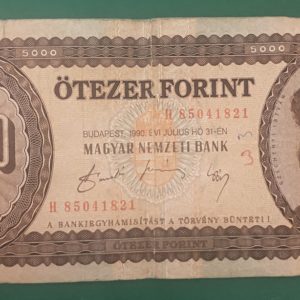 5000 5000
ÖTEZER FORINT
H 85041821
BUDAPEST, 1990. ÉVI JÚLIUS HÓ 31-ÉN
MAGYAR NEMZETI BANK
H 85041821
A BANKJEGYHAMISÍTÁST A TÖRVÉNY BÜNTETI!
ÖTEZER FORINT